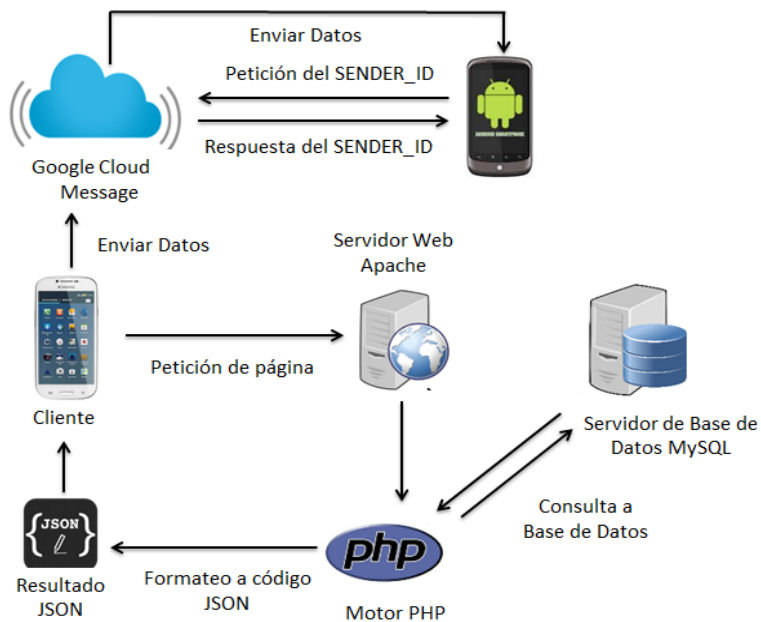 Enviar Datos
Petición del SENDER_ID
ANDROID SMARTPHONE
Respuesta del SENDER_ID
Google Cloud
Message
Enviar Datos
Servidor Web
Apache
Petición de página
Cliente
Servidor de Base de
Datos MySQL
Consulta a
Base de Datos
{JSON}
php
Resultado
JSON
Formateo a código
JSON
Motor PHP